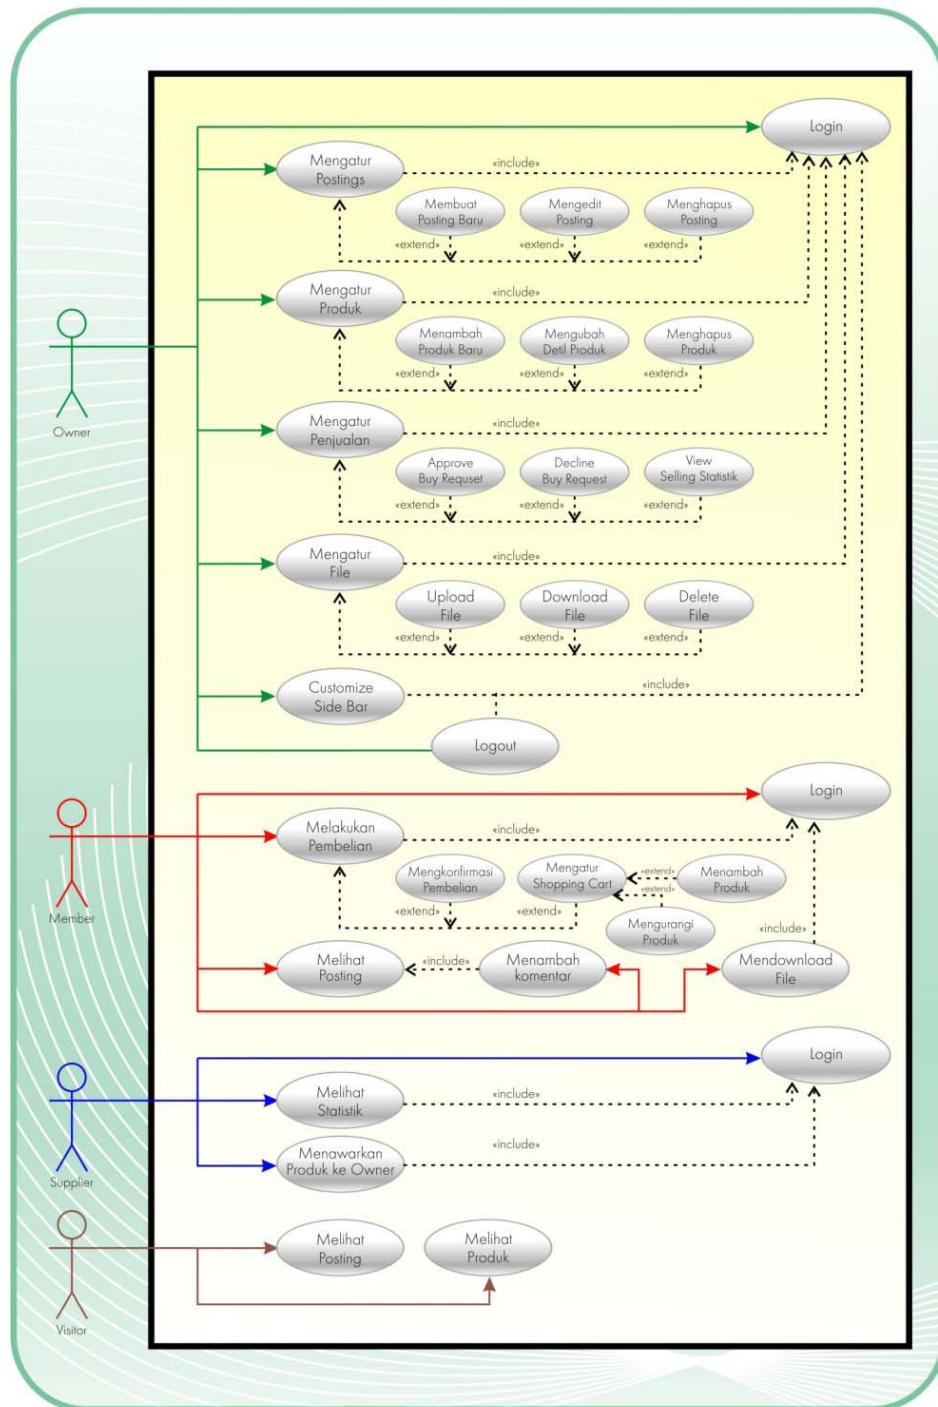 Login
Mengatur
Postings
«include»
Membuat
Posting Baru
Mengedit
Posting
Menghapus
Posting
«extend»
«extend»
«extend»
Mengatur
Produk
«include»
Menambah
Produk Baru
Mengubah
Detil Produk
Menghapus
Produk
«extend»
«extend»
«extend»
Owner
Mengatur
Penjualan
«include»
Approve
Buy Requset
Decline
Buy Request
View
Selling Statistik
«extend»
«extend»
«extend»
Mengatur
File
«include»
Upload
File
Download
File
Delete
File
«extend»
«extend»
«extend»
Customize
Side Bar
«include»
Logout
Login
Melakukan
Pembelian
«include»
Mengkonfirmasi
Pembelian
Mengatur
Shopping Cart
«extend»
«extend»
Menambah
Produk
«extend»
«extend»
Mengurangi
Produk
Member
«include»
Melihat
Posting
«include»
Menambah
komentar
Mendownload
File
Login
Melihat
Statistik
«include»
Menawarkan
Produk ke Owner
«include»
Supplier
Melihat
Posting
Melihat
Produk
Visitor